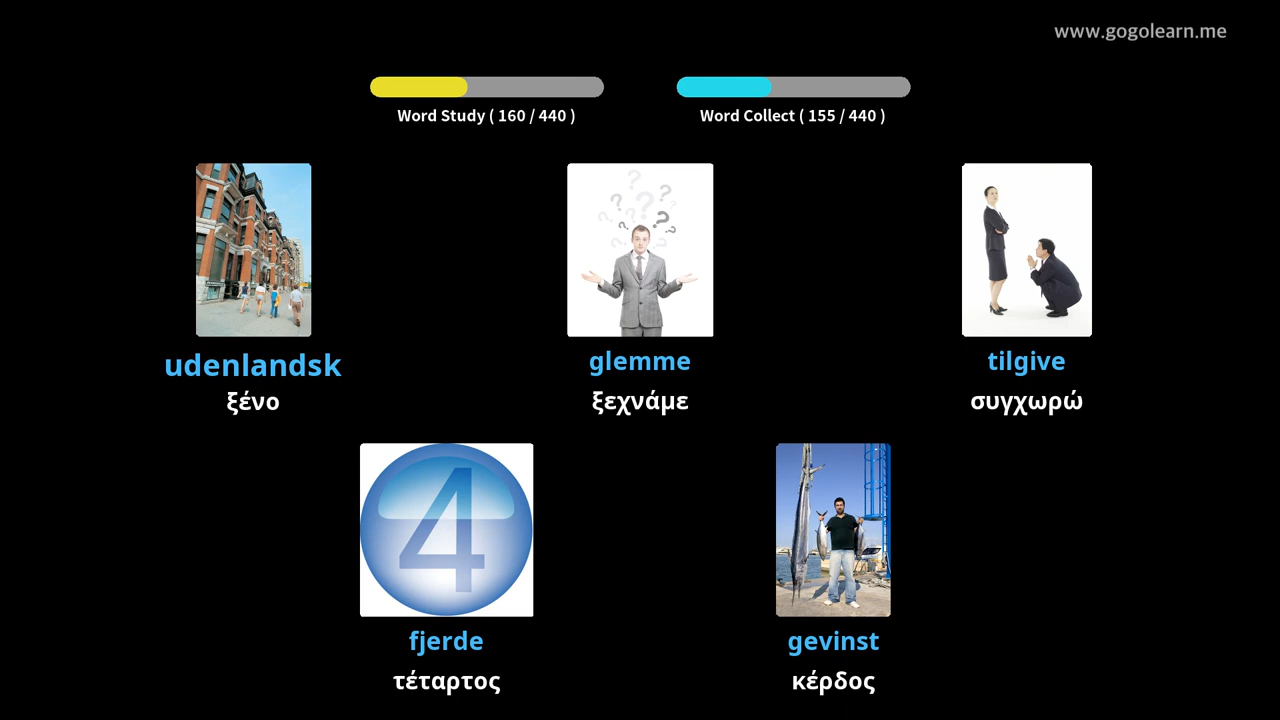 www.gogolearn.me
Word Study ( 160 / 440 )
Word Collect ( 155 / 440 )
udenlandsk
ξένο
glemme
ξεχνάμε
tilgive
συγχωρώ
4
fjerde
τέταρτος
gevinst
κέρδος